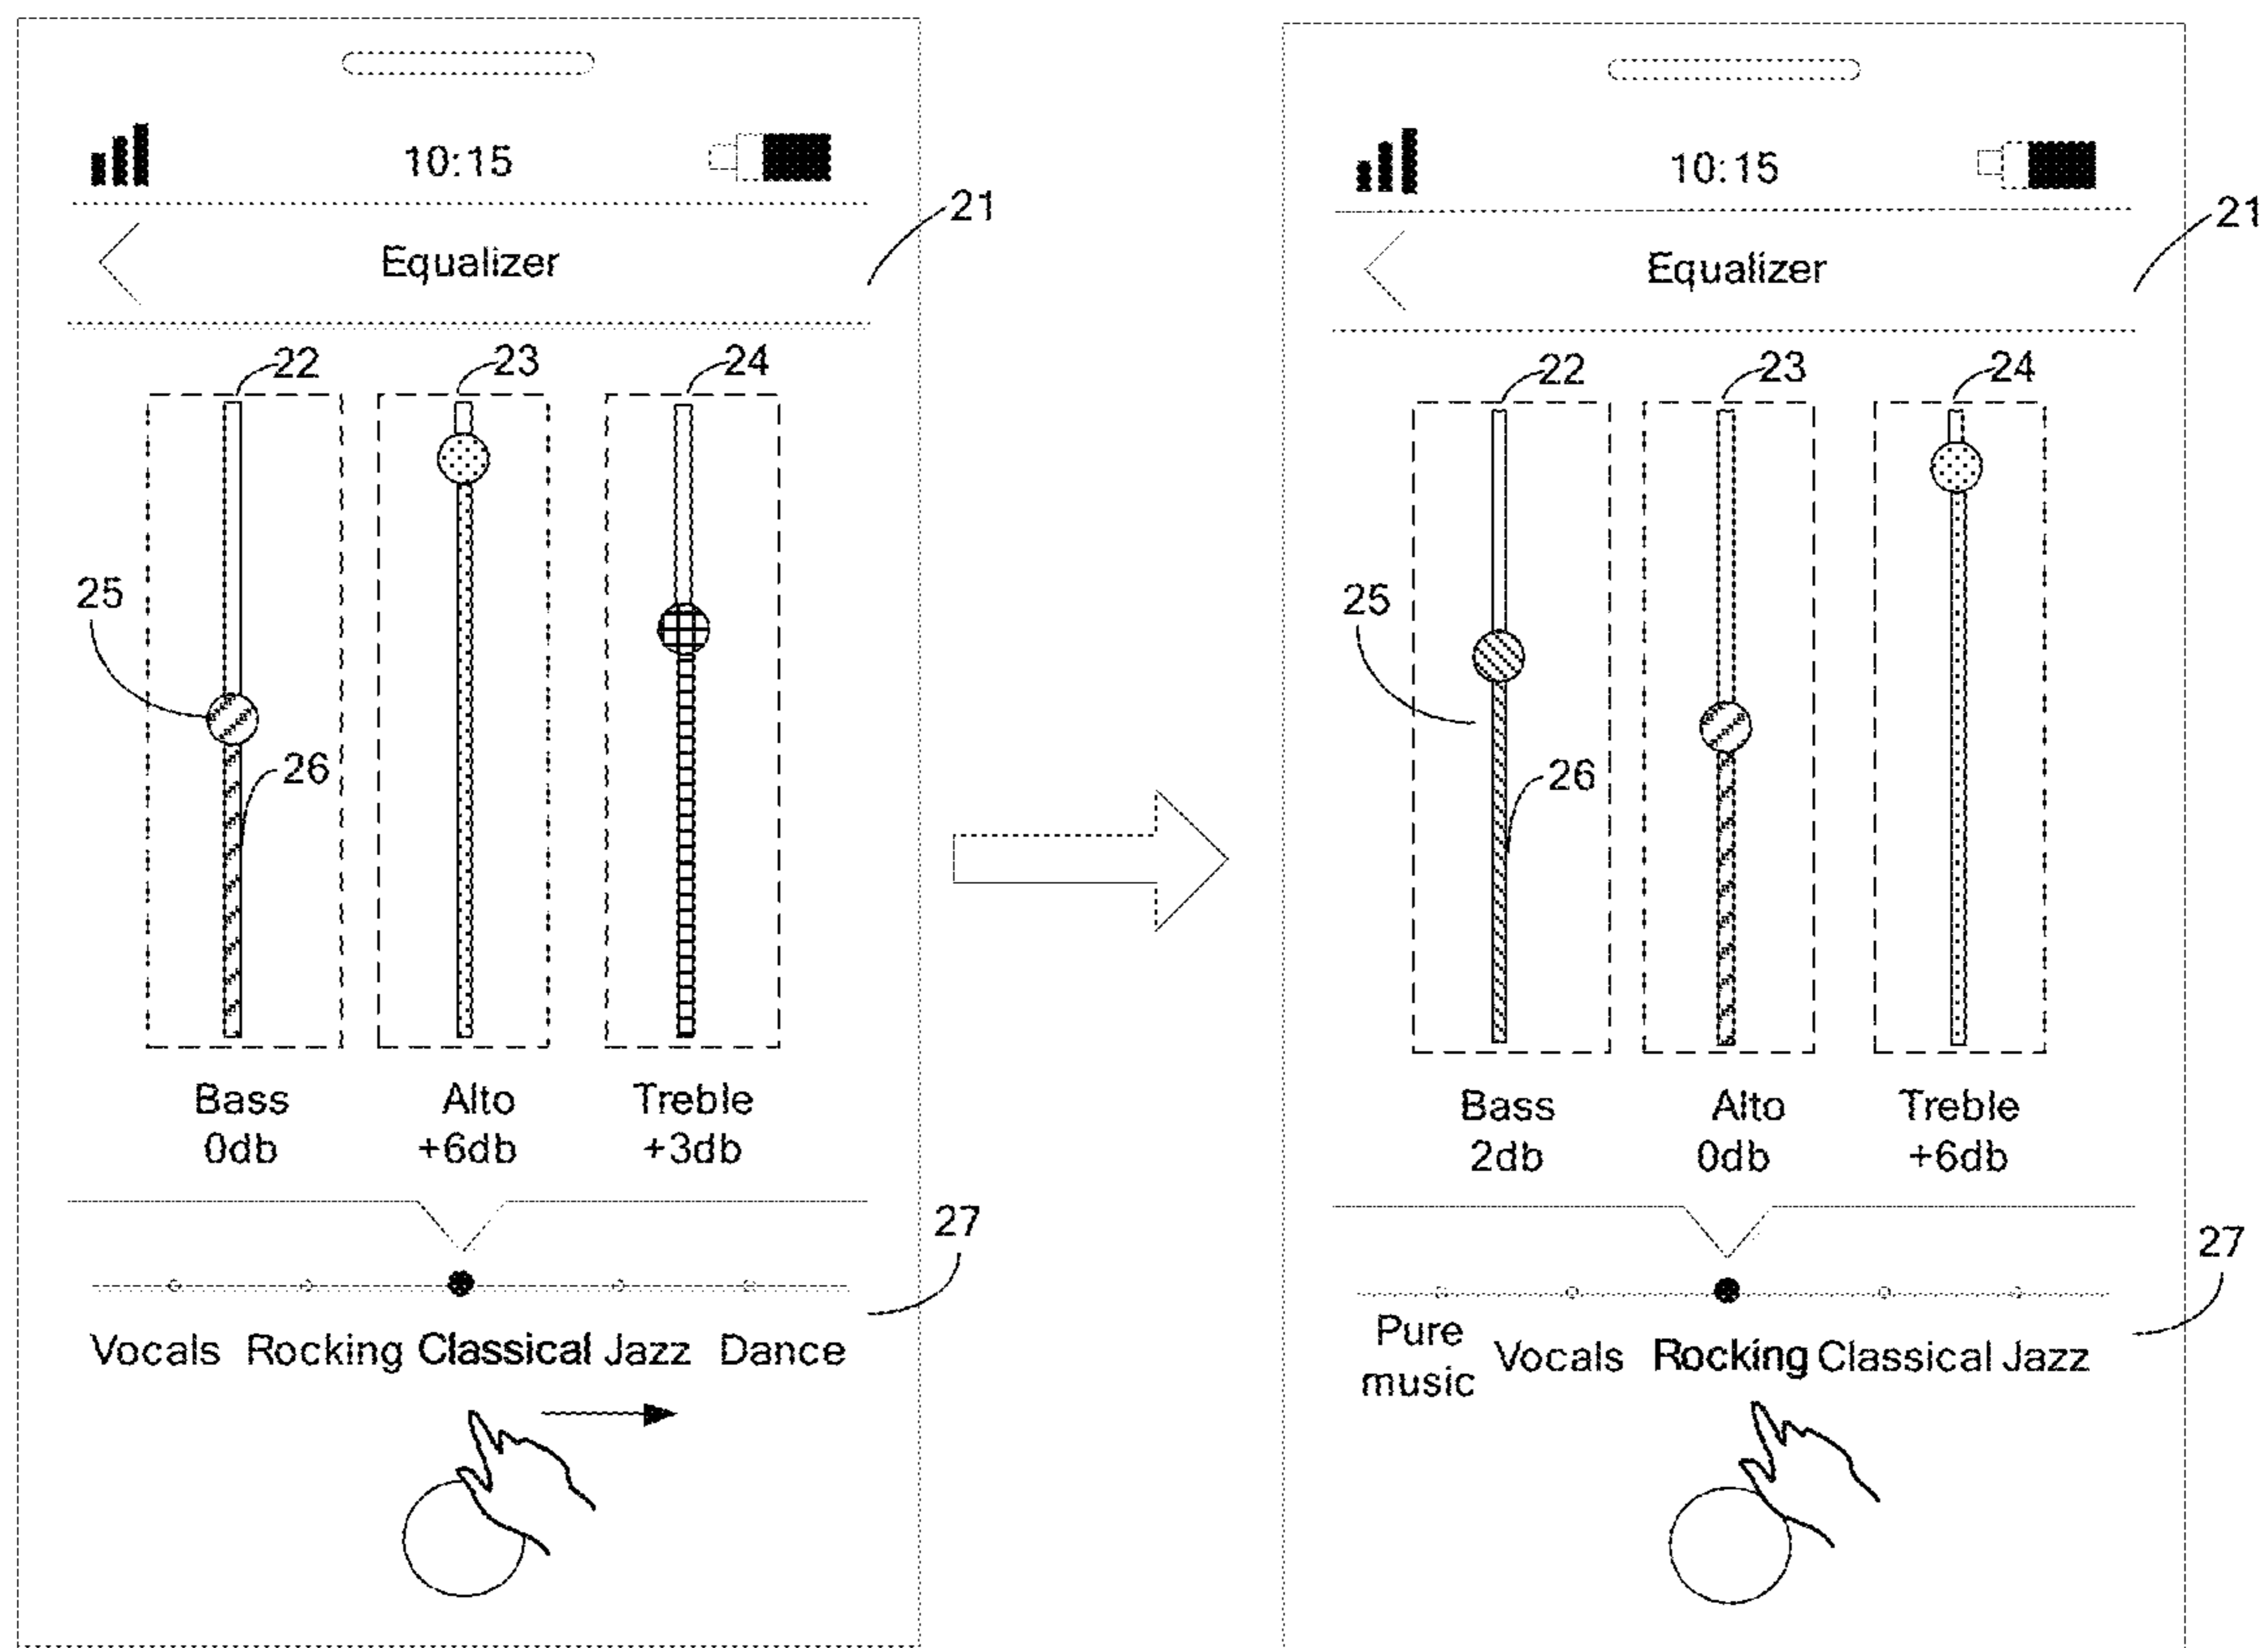 10:15
21
Equalizer
22 23 24
25
26
Bass Alto Treble
0db +6db +3db
27
Vocals Rocking Classical Jazz Dance
10:15
21
Equalizer
22 23 24
25
26
Bass Alto Treble
2db 0db +6db
27
Pure
music Vocals Rocking Classical Jazz